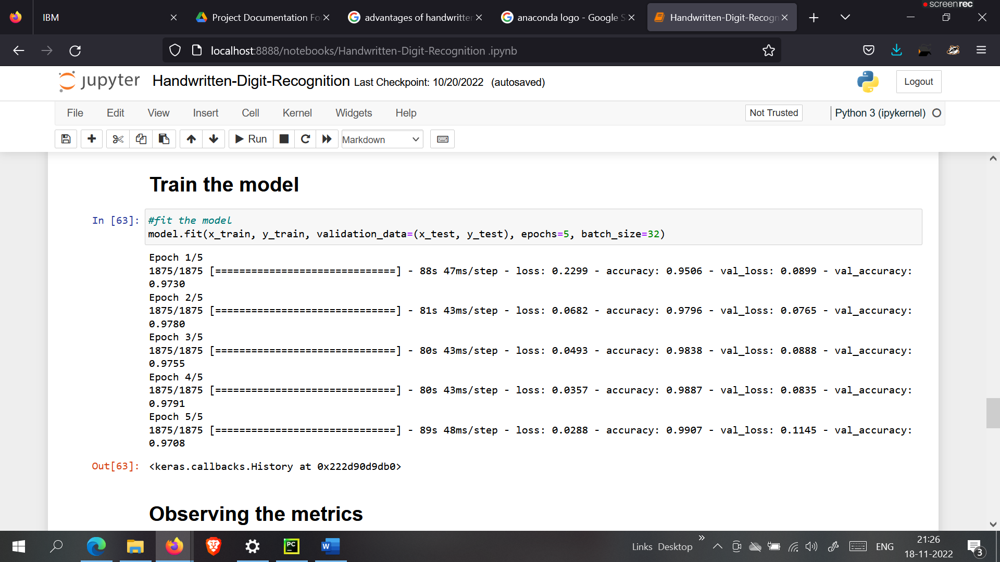 screenrec
IBM
Project Documentation Fo
advantages of handwritter
anaconda logo - Google S
Handwritten-Digit-Recogn
localhost:8888/notebooks/Handwritten-Digit-Recognition .ipynb
jupyter Handwritten-Digit-Recognition Last Checkpoint: 10/20/2022 (autosaved)
Logout
File Edit View Insert Cell Kernel Widgets Help
Not Trusted
Python 3 (ipykernel)
Run
Markdown
Train the model
In [63]: #fit the model
model.fit(x_train, y_train, validation_data=(x_test, y_test), epochs=5, batch_size=32)
Epoch 1/5
1875/1875 [==============================] - 88s 47ms/step - loss: 0.2299 - accuracy: 0.9506 - val_loss: 0.0899 - val_accuracy:
0.9730
Epoch 2/5
1875/1875 [==============================] - 81s 43ms/step - loss: 0.0682 - accuracy: 0.9796 - val_loss: 0.0765 - val_accuracy:
0.9780
Epoch 3/5
1875/1875 [==============================] - 80s 43ms/step - loss: 0.0493 - accuracy: 0.9838 - val_loss: 0.0888 - val_accuracy:
0.9755
Epoch 4/5
1875/1875 [==============================] - 80s 43ms/step - loss: 0.0357 - accuracy: 0.9887 - val_loss: 0.0835 - val_accuracy:
0.9791
Epoch 5/5
1875/1875 [==============================] - 89s 48ms/step - loss: 0.0288 - accuracy: 0.9907 - val_loss: 0.1145 - val_accuracy:
0.9708
Out[63]: <keras.callbacks.History at 0x222d90d9db0>
Observing the metrics
PC
W
Links Desktop
ENG
21:26
18-11-2022
3